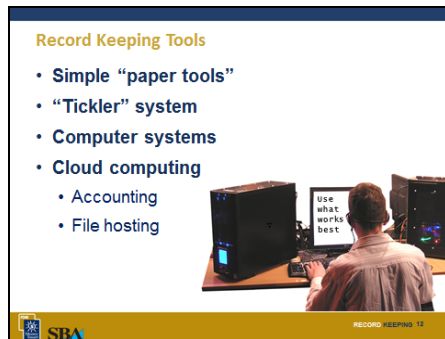 Record Keeping Tools
• Simple “paper tools”
• “Tickler” system
• Computer systems
• Cloud computing
• Accounting
• File hosting
Use
what
works
best
SBA
RECORD KEEPING 12